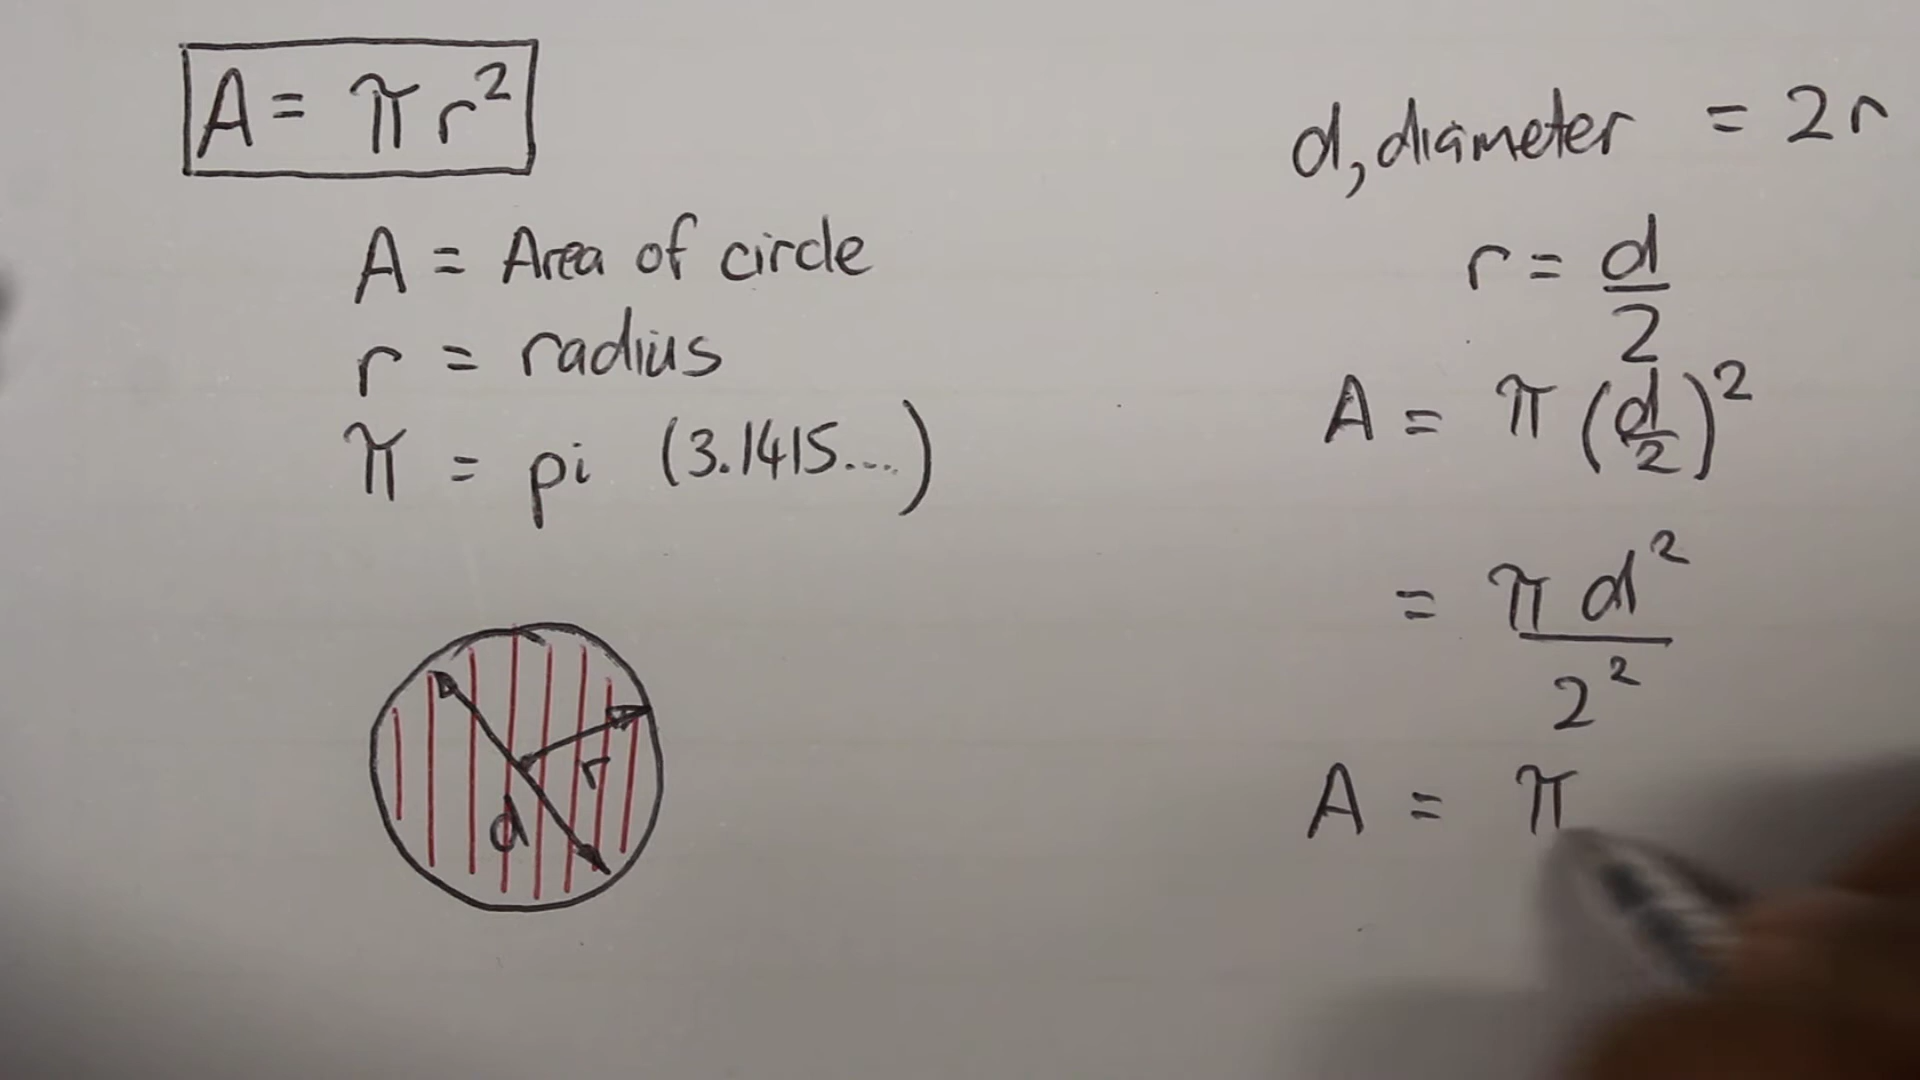 A = πr²
A = Area of circle
r = radius
π = pi (3.1415....)
d
r
d, diameter = 2r
r = d/2
A = π(d/2)²
= πd²/2²
A = π